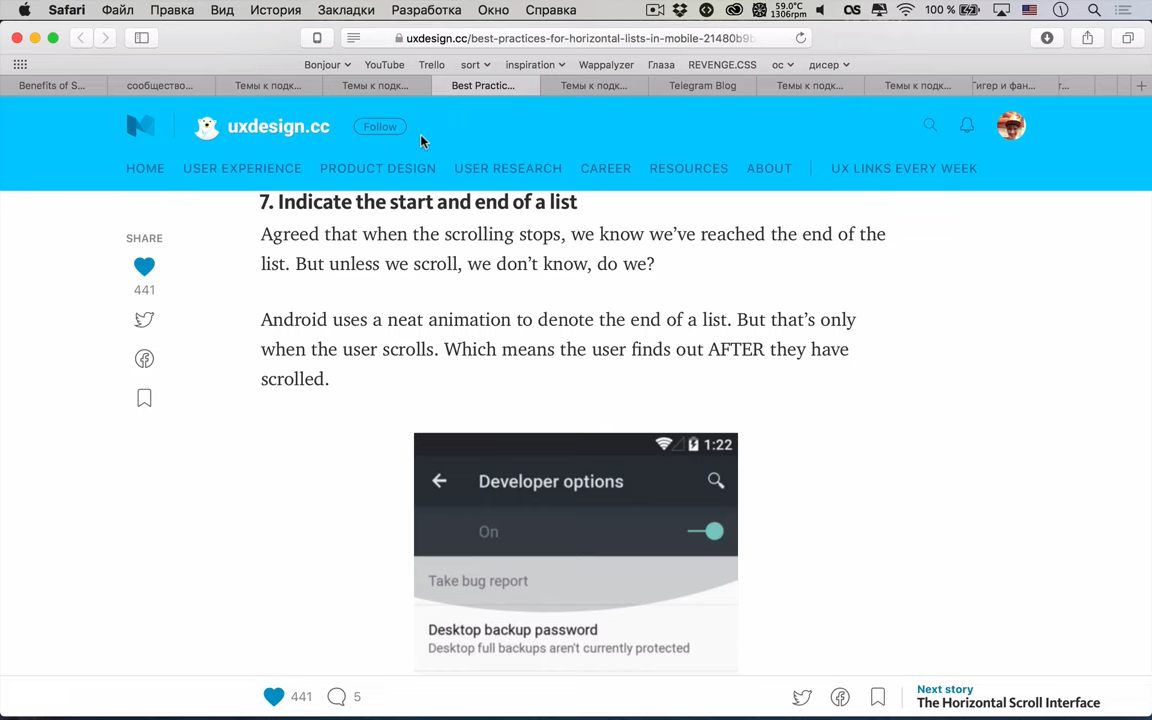 Safari Файл Правка Вид История Закладки Разработка Окно Справка 59.0°C 1306rpm 100 %
uxdesign.cc/best-practices-for-horizontal-lists-in-mobile-21480b9b
Bonjour YouTube Trello sort inspiration Wappalyzer Глаза REVENGE.CSS ос дисер
Benefits of S... сообщество... Темы к подк... Темы к подк... Best Practic... Темы к подк... Telegram Blog Темы к подк... Темы к подк... Гигер и фан...
uxdesign.cc Follow
HOME USER EXPERIENCE PRODUCT DESIGN USER RESEARCH CAREER RESOURCES ABOUT UX LINKS EVERY WEEK
7. Indicate the start and end of a list
SHARE
441
Agreed that when the scrolling stops, we know we’ve reached the end of the
list. But unless we scroll, we don’t know, do we?
Android uses a neat animation to denote the end of a list. But that’s only
when the user scrolls. Which means the user finds out AFTER they have
scrolled.
1:22
Developer options
On
Take bug report
Desktop backup password
Desktop full backups aren't currently protected
441 5
Next story
The Horizontal Scroll Interface